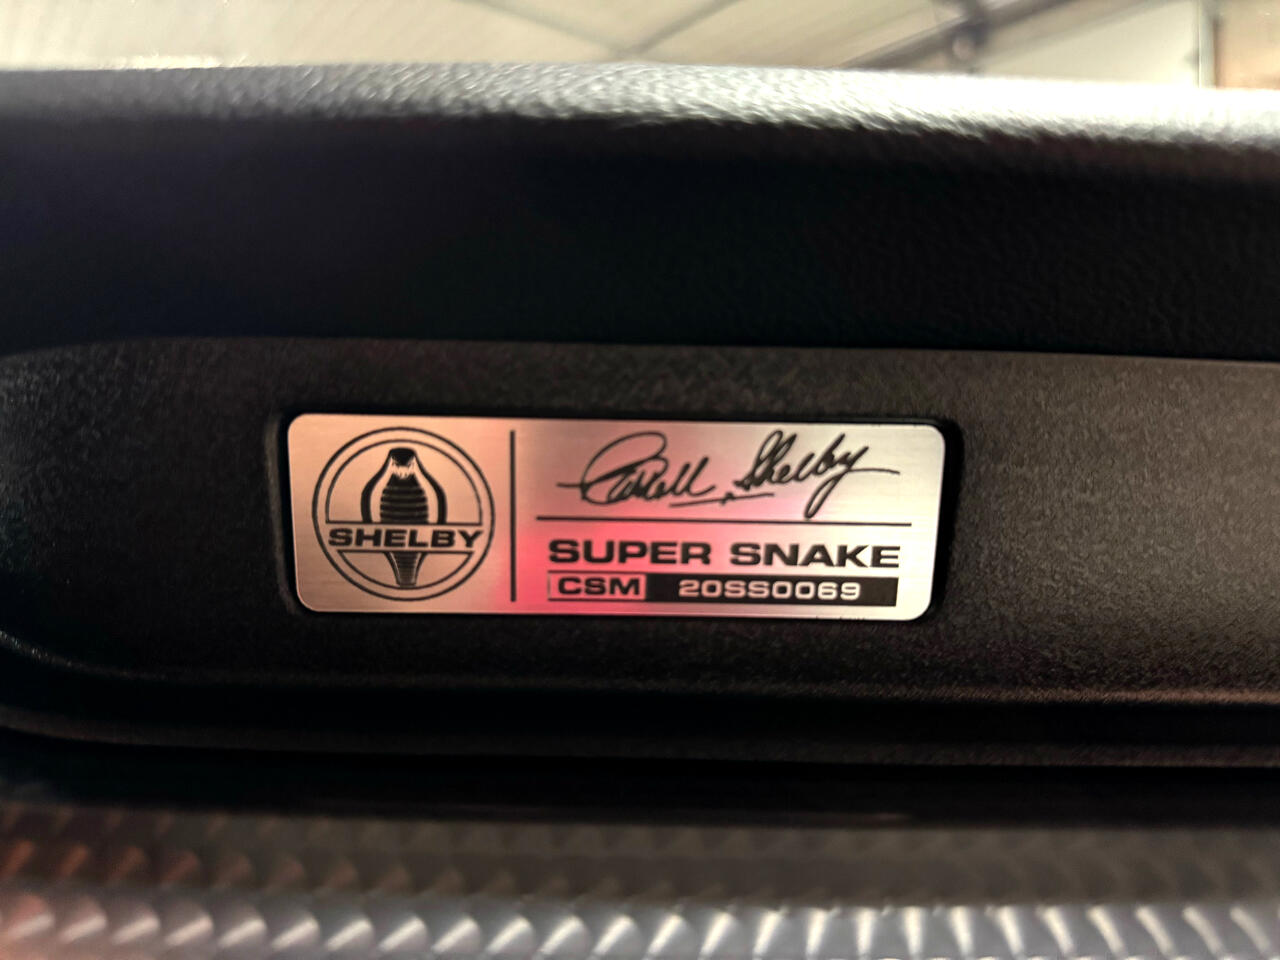 SHELBY
Carroll Shelby
SUPER SNAKE
CSM 20SS0069